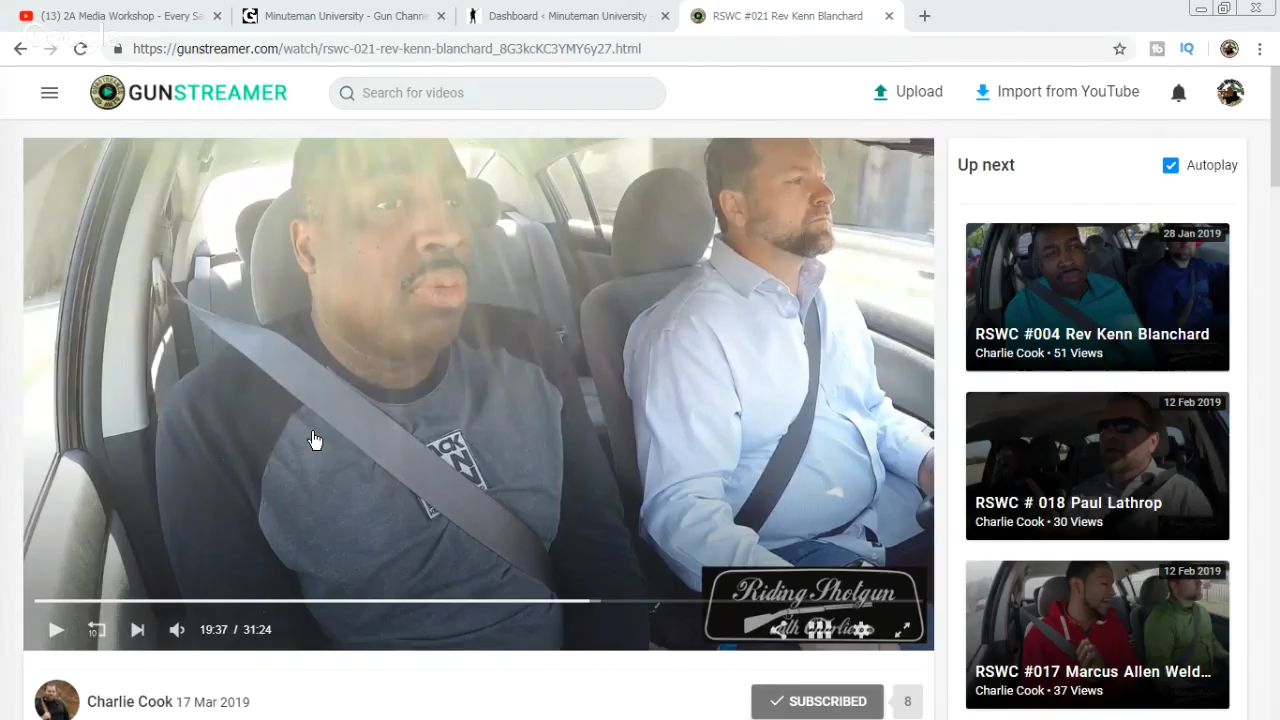 (13) 2A Media Workshop - Every Sa
Minuteman University - Gun Chann
Dashboard ‹ Minuteman University -
RSWC #021 Rev Kenn Blanchard
https://gunstreamer.com/watch/rswc-021-rev-kenn-blanchard_8G3kcKC3YMY6y27.html
GUNSTREAMER
Search for videos
Upload
Import from YouTube
Up next
Autoplay
28 Jan 2019
RSWC #004 Rev Kenn Blanchard
Charlie Cook • 51 Views
12 Feb 2019
RSWC # 018 Paul Lathrop
Charlie Cook • 30 Views
12 Feb 2019
RSWC #017 Marcus Allen Weld...
Charlie Cook • 37 Views
Riding Shotgun
with Charlie
10
19:37 / 31:24
Charlie Cook 17 Mar 2019
SUBSCRIBED
8